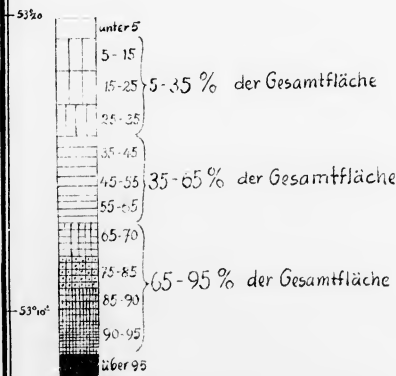 53°20
unter 5
5-15
15-25
5-35 % der Gesamtfläche
25-35
35-45
45-55
35-65 % der Gesamtfläche
55-65
65-70
75-85
65-95 % der Gesamtfläche
85-90
53°10'
90-95
über 95